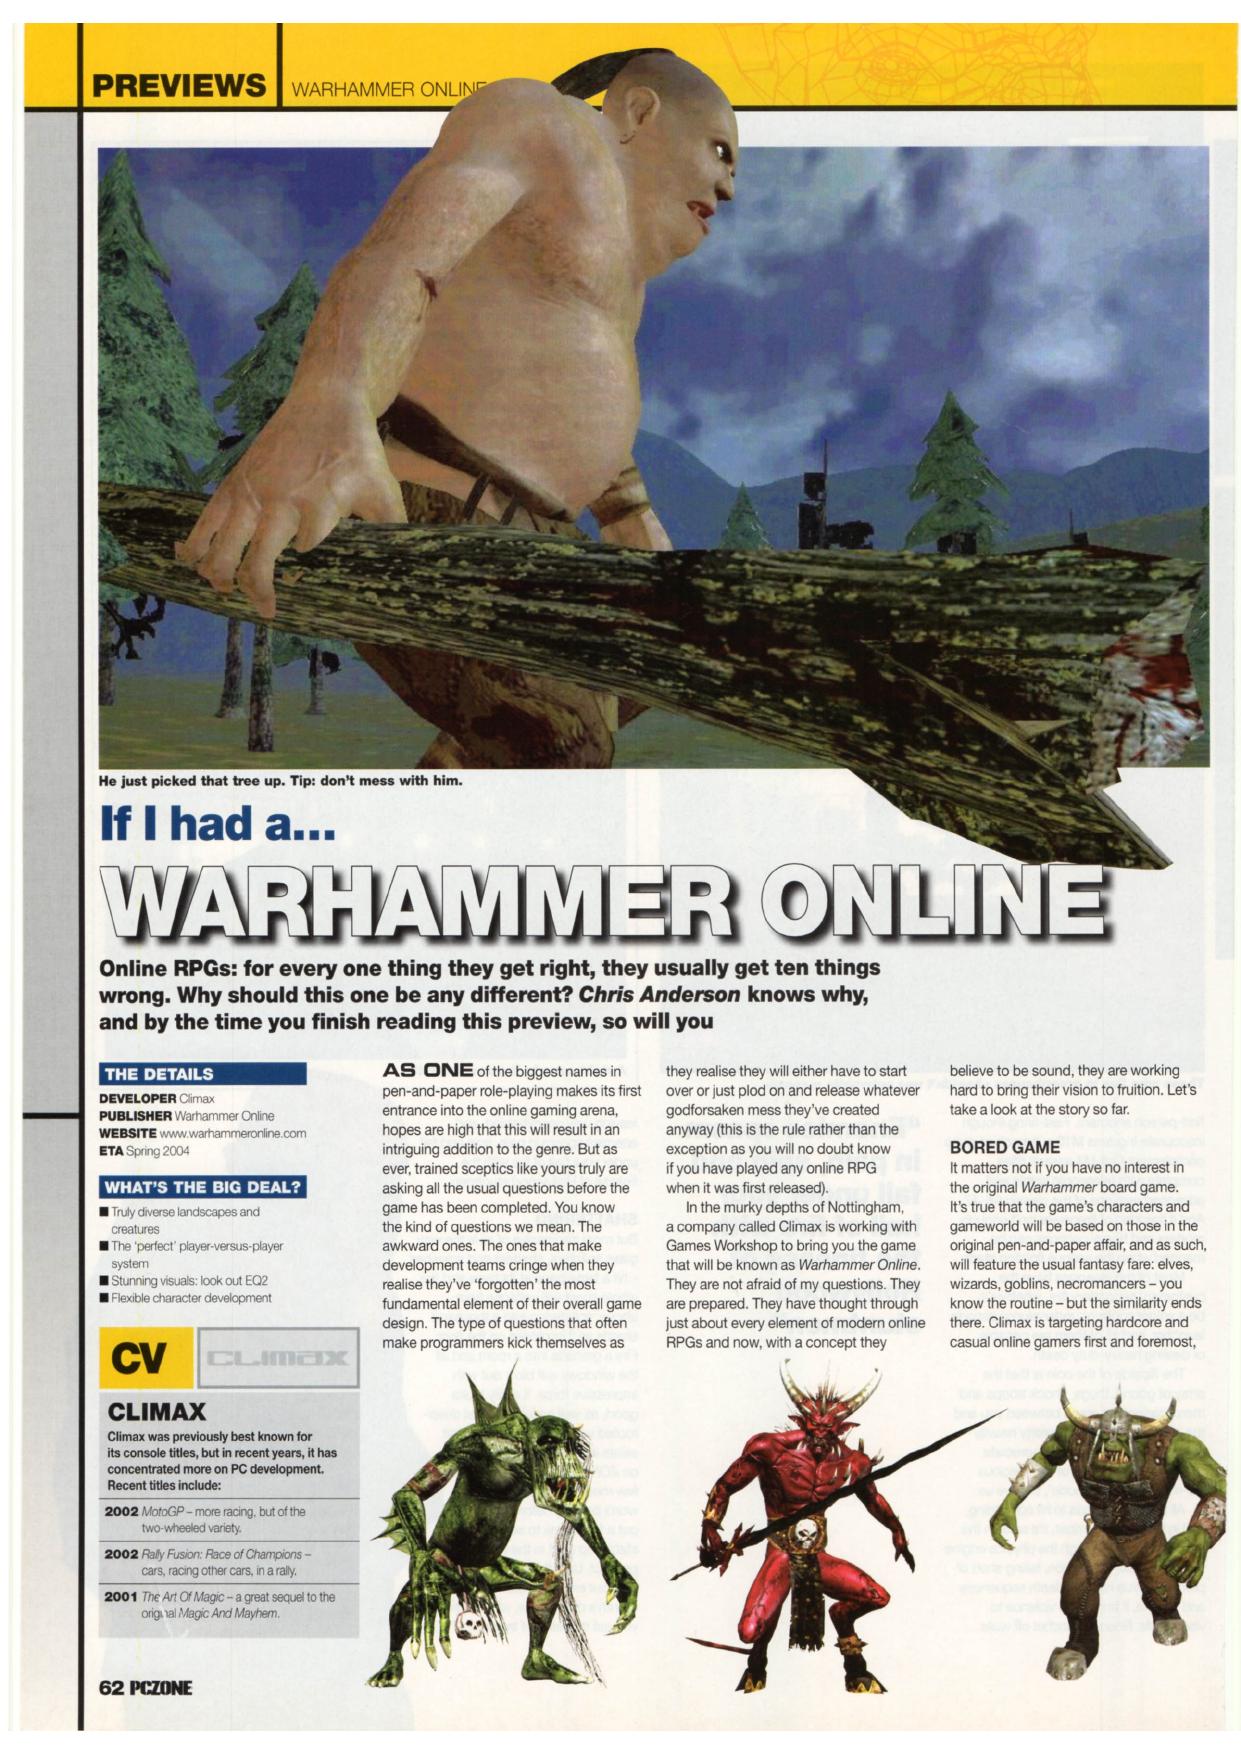 PREVIEWS
WARHAMMER ONLINE
He just picked that tree up. Tip: don't mess with him.
If I had a...
WARHAMMER ONLINE
Online RPGs: for every one thing they get right, they usually get ten things
wrong. Why should this one be any different? Chris Anderson knows why,
and by the time you finish reading this preview, so will you
THE DETAILS
DEVELOPER Climax
PUBLISHER Warhammer Online
WEBSITE www.warhammeronline.com
ETA Spring 2004
WHAT'S THE BIG DEAL?
■ Truly diverse landscapes and
creatures
■ The 'perfect' player-versus-player
system
■ Stunning visuals: look out EQ2
■ Flexible character development
CV
CLIMAX
CLIMAX
Climax was previously best known for
its console titles, but in recent years, it has
concentrated more on PC development.
Recent titles include:
2002 MotoGP – more racing, but of the
two-wheeled variety.
2002 Rally Fusion: Race of Champions –
cars, racing other cars, in a rally.
2001 The Art Of Magic – a great sequel to the
original Magic And Mayhem.
AS ONE of the biggest names in
pen-and-paper role-playing makes its first
entrance into the online gaming arena,
hopes are high that this will result in an
intriguing addition to the genre. But as
ever, trained sceptics like yours truly are
asking all the usual questions before the
game has been completed. You know
the kind of questions we mean. The
awkward ones. The ones that make
development teams cringe when they
realise they've 'forgotten' the most
fundamental element of their overall game
design. The type of questions that often
make programmers kick themselves as
they realise they will either have to start
over or just plod on and release whatever
godforsaken mess they've created
anyway (this is the rule rather than the
exception as you will no doubt know
if you have played any online RPG
when it was first released).
In the murky depths of Nottingham,
a company called Climax is working with
Games Workshop to bring you the game
that will be known as Warhammer Online.
They are not afraid of my questions. They
are prepared. They have thought through
just about every element of modern online
RPGs and now, with a concept they
believe to be sound, they are working
hard to bring their vision to fruition. Let's
take a look at the story so far.
BORED GAME
It matters not if you have no interest in
the original Warhammer board game.
It's true that the game's characters and
gameworld will be based on those in the
original pen-and-paper affair, and as such,
will feature the usual fantasy fare: elves,
wizards, goblins, necromancers – you
know the routine – but the similarity ends
there. Climax is targeting hardcore and
casual online gamers first and foremost,
62 PCZONE